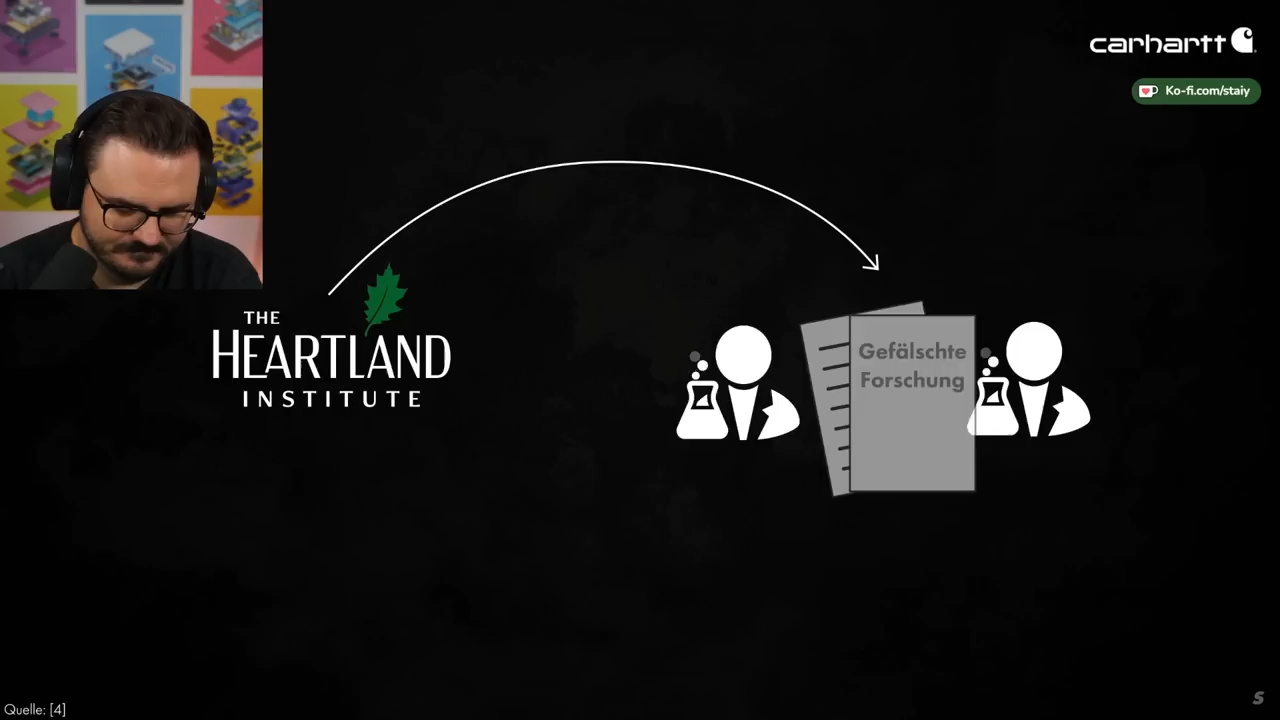 carhartt
Ko-fi.com/staiy
THE
HEARTLAND
INSTITUTE
Gefälschte
Forschung
Quelle: [4]
S